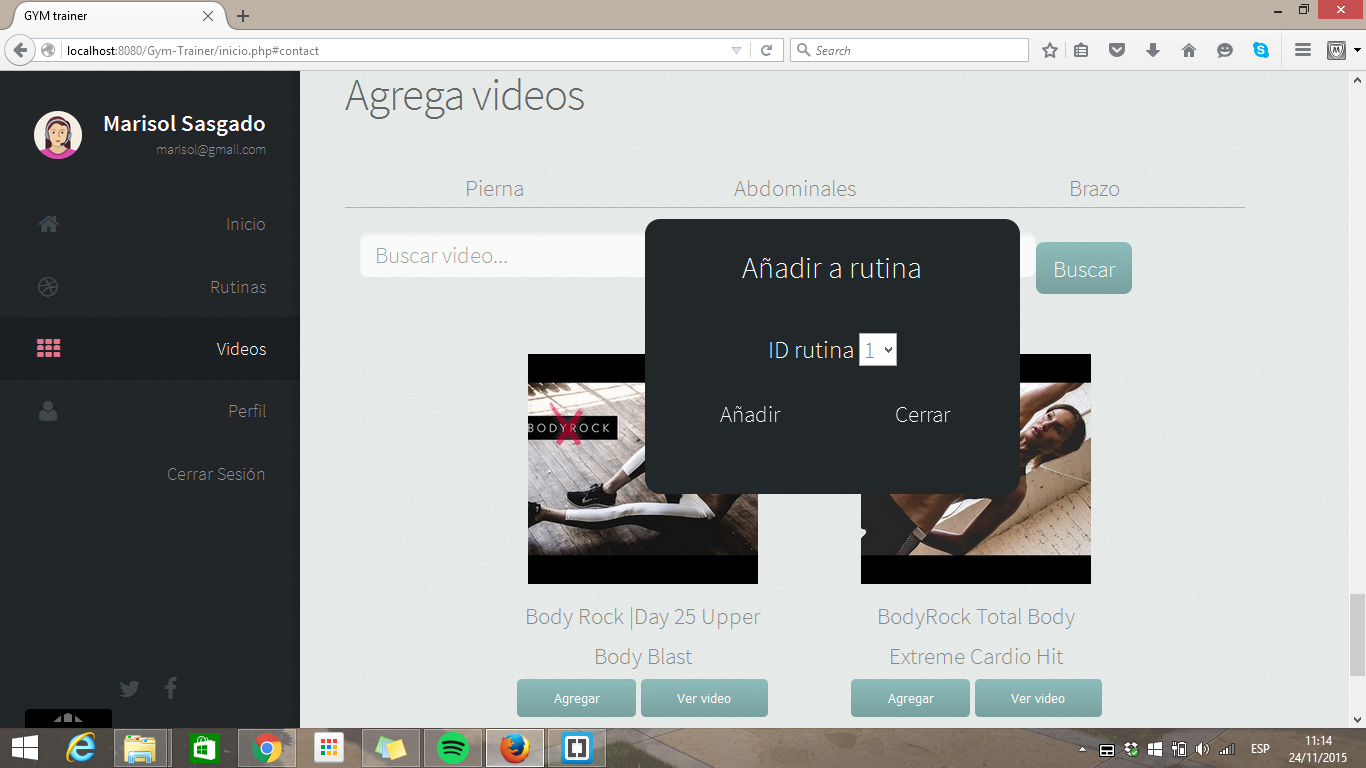 GYM trainer
localhost:8080/Gym-Trainer/inicio.php#contact
Search
Marisol Sasgado
marisol@gmail.com
Inicio
Rutinas
Videos
Perfil
Cerrar Sesión
Agrega videos
Pierna Abdominales Brazo
Buscar video...
Buscar
Añadir a rutina
ID rutina 1
Añadir Cerrar
BODYROCK
Body Rock |Day 25 Upper
Body Blast
Agregar Ver video
BodyRock Total Body
Extreme Cardio Hit
Agregar Ver video
ESP
11:14
24/11/2015